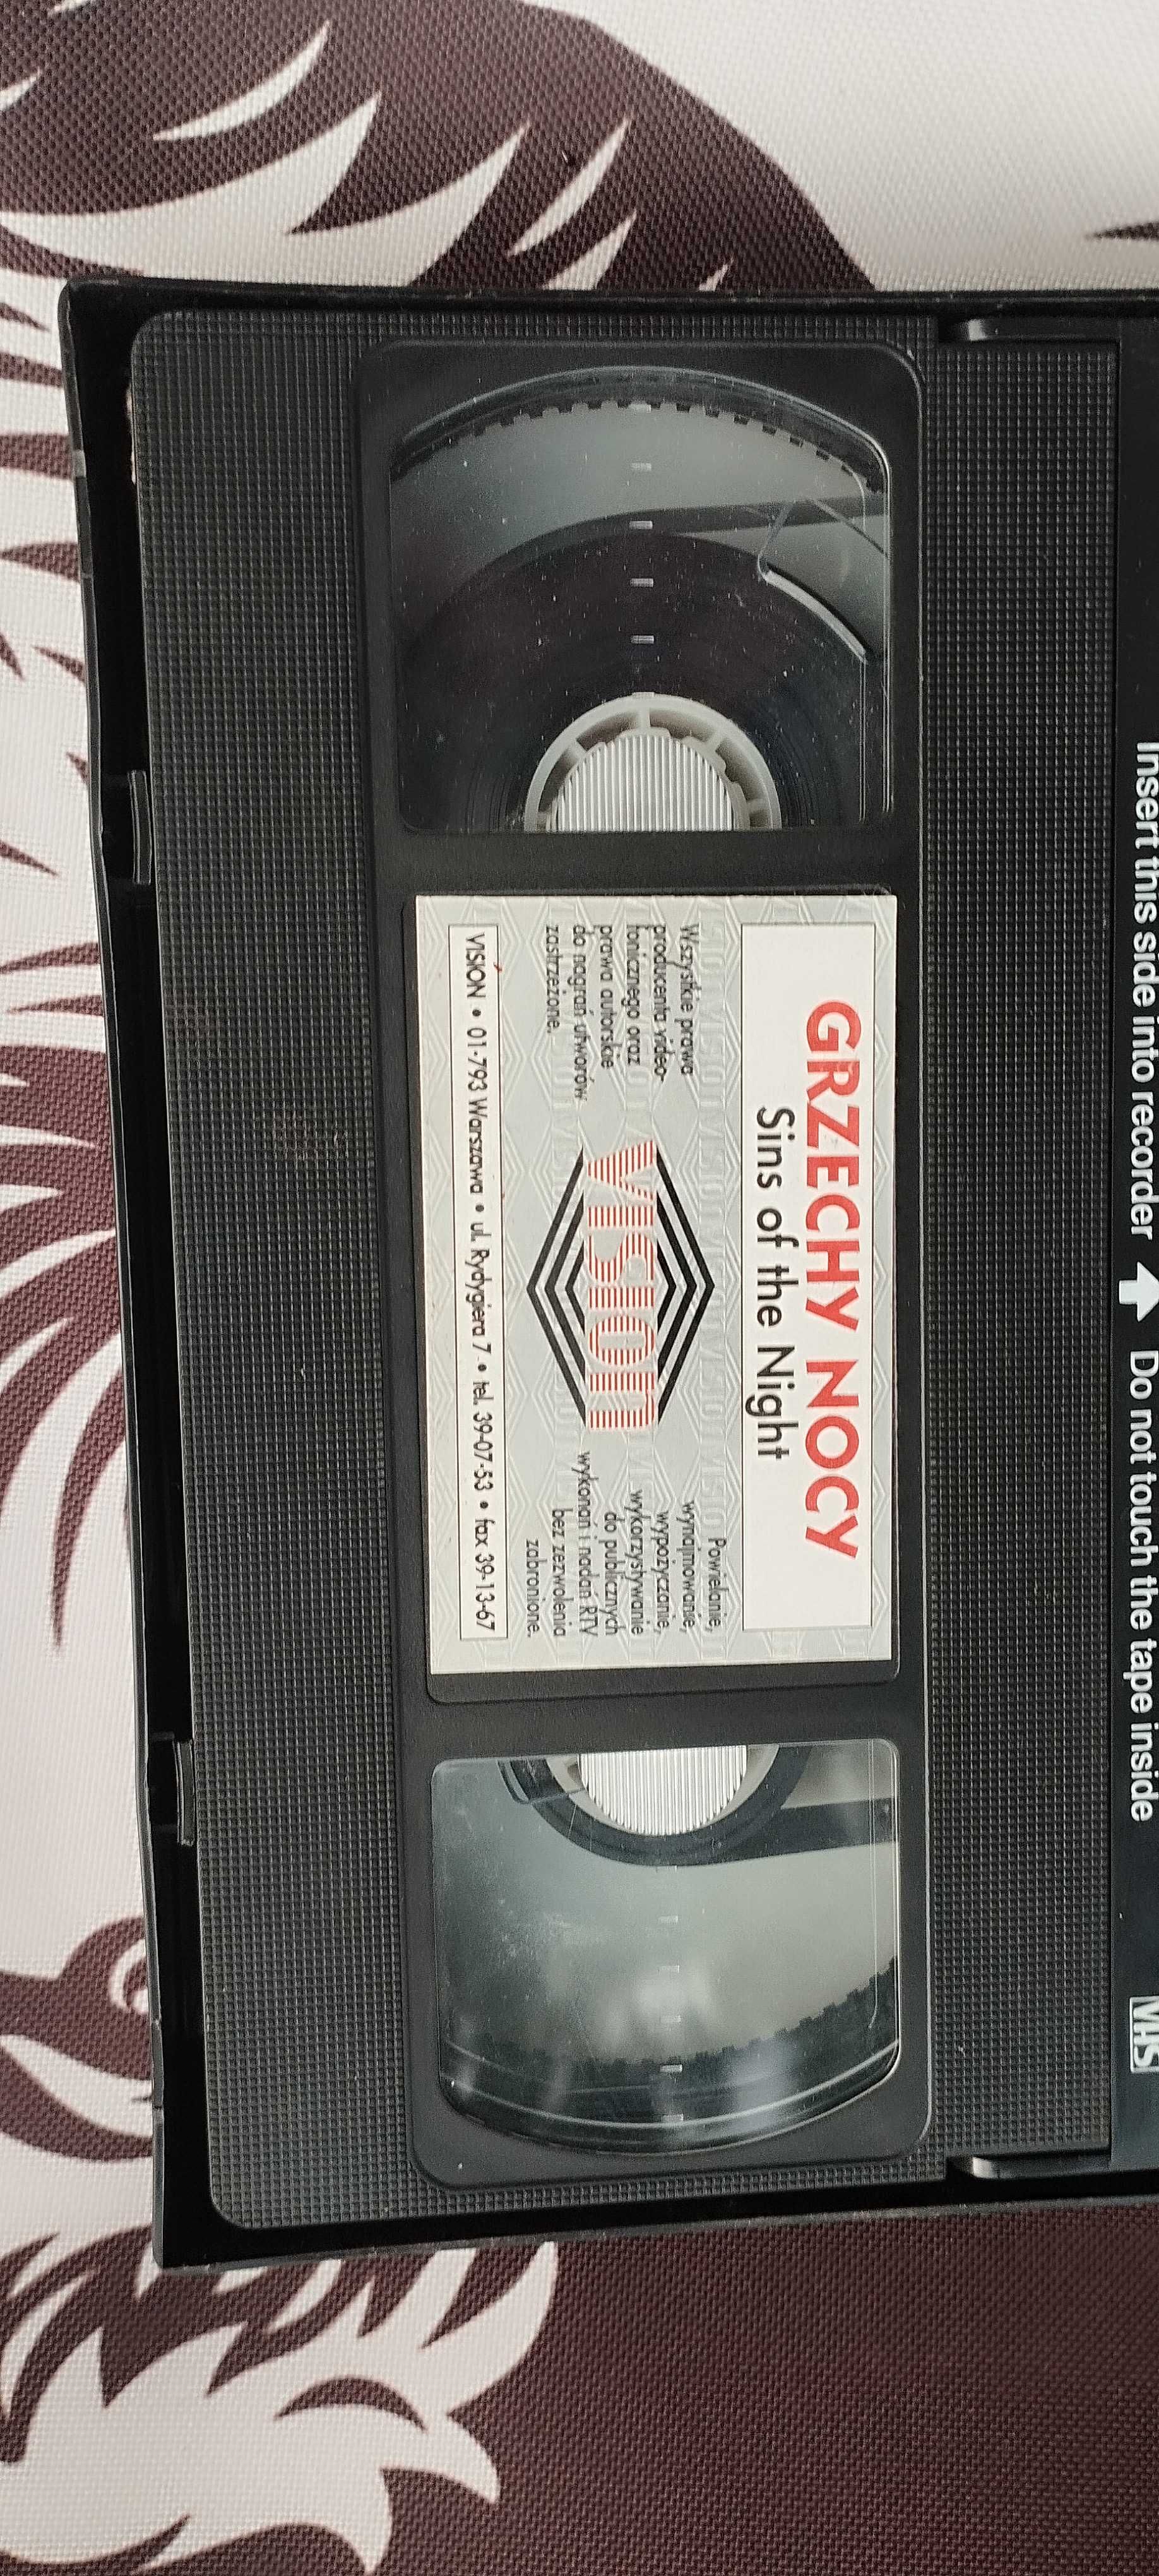 Insert this side into recorder ⬆ Do not touch the tape inside
VHS
GRZECHY NOCY
Sins of the Night
Wszystkie prawa
producenta video-
fonicznego oraz
prawa autorskie
do nagrań utworów
zastrzeżone.
VISION
Powielanie,
wynajmowanie,
wypożyczanie,
wykorzystywanie
do publicznych
wykonań i nadań RTV
bez zezwolenia
zabronione.
VISION • 01-793 Warszawa • ul. Rydygiera 7 • tel. 39-07-53 • fax 39-13-67